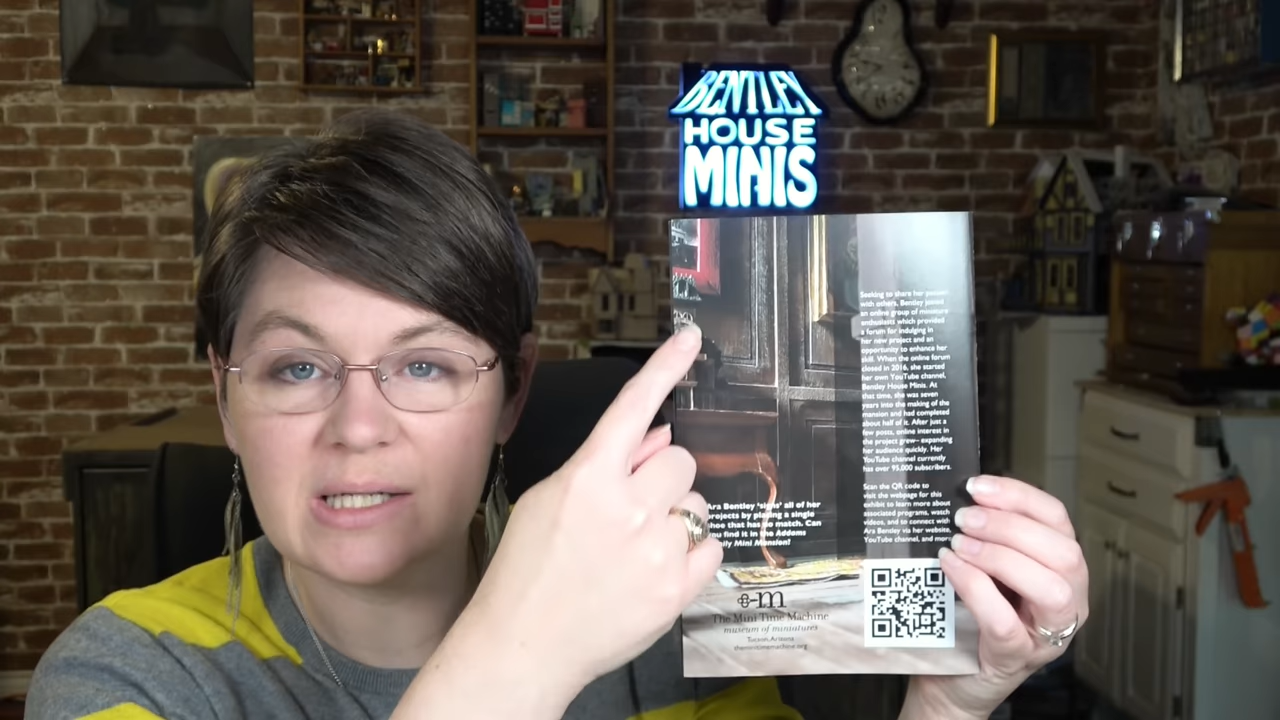 BENTLEY
HOUSE
MINIS
Seeking to share her passion
with others, Bentley joined
an online group of miniature
enthusiasts which provided
a forum for indulging in
her new project and an
opportunity to enhance her
skill. When the online forum
closed in 2016, she started
her own YouTube channel,
Bentley House Minis. At
that time, she was seven
years into the making of the
mansion and had completed
about half of it. After just a
few posts, online interest in
the project grew– expanding
her audience quickly. Her
YouTube channel currently
has over 95,000 subscribers.
Scan the QR code to
visit the webpage for this
exhibit to learn more about
associated programs, watch
videos, and to connect with
Ara Bentley via her website,
YouTube channel, and more.
Ara Bentley 'signs' all of her
projects by placing a single
shoe that has no match. Can
you find it in the Addams
Family Mini Mansion?
The Mini Time Machine
museum of miniatures
Tucson, Arizona
theminitimemachine.org